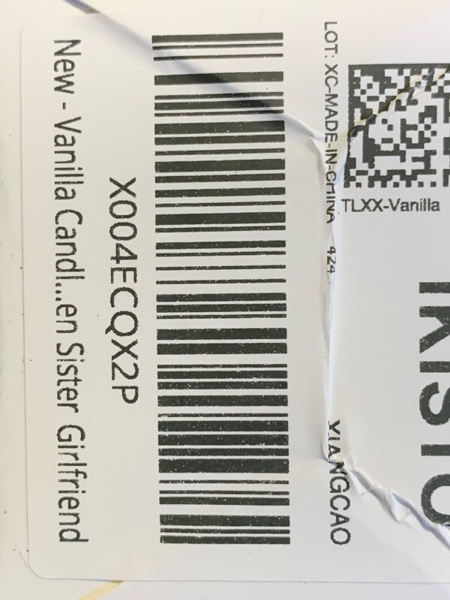 X004ECQX2P
New - Vanilla Candl...en Sister Girlfriend
LOT: XC-MADE-IN-CHINA 424
XIANGCAO
TLXX-Vanilla